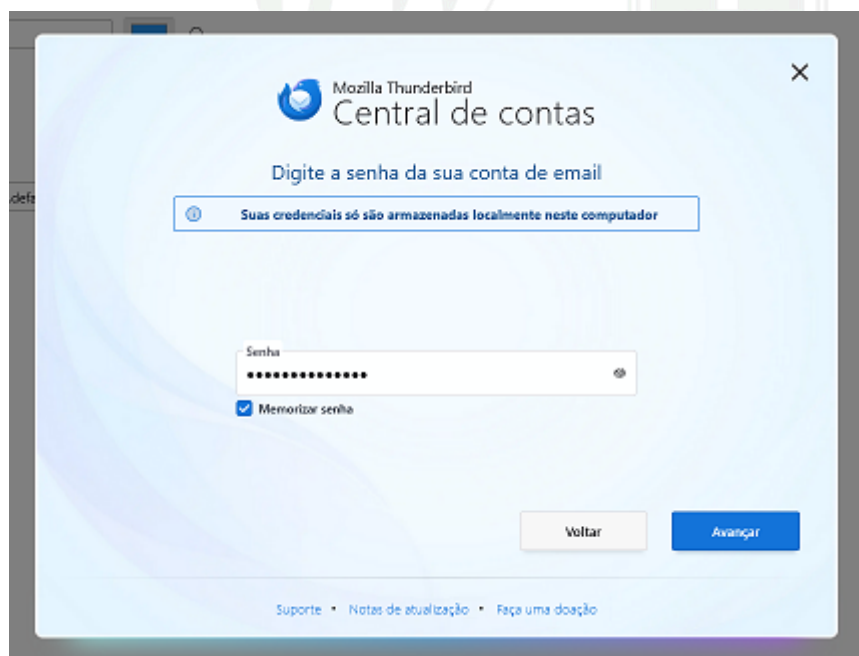 Mozilla Thunderbird
Central de contas
Digite a senha da sua conta de email
Suas credenciais só são armazenadas localmente neste computador
.defa
Senha
••••••••••••••
Memorizar senha
Voltar
Avançar
Suporte • Notas de atualização • Faça uma doação